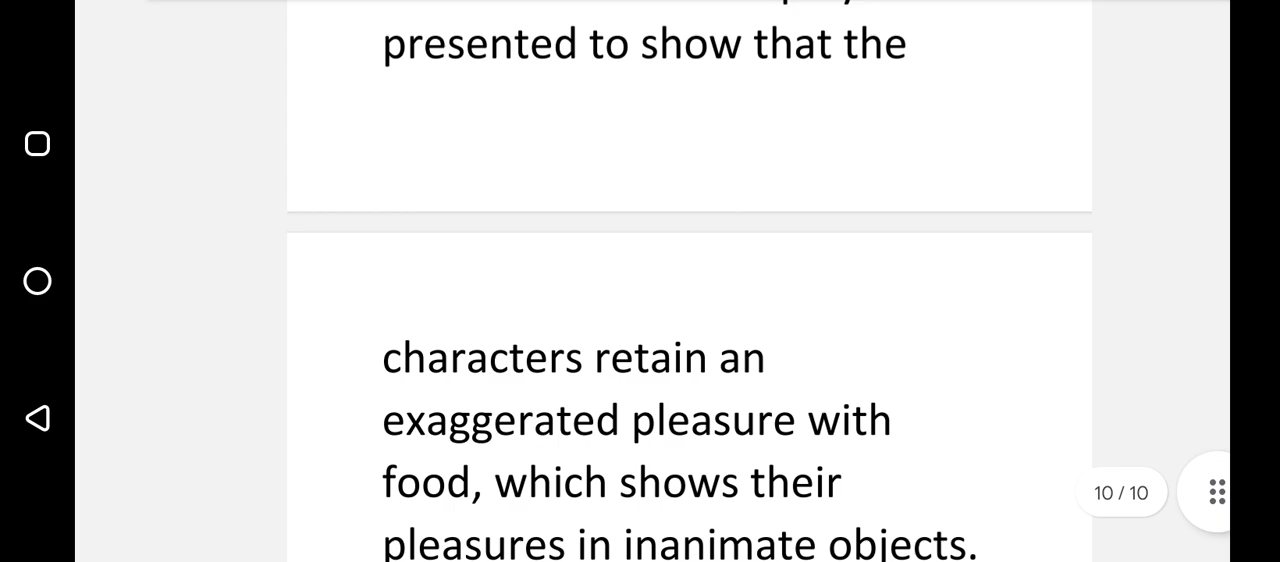 presented to show that the
characters retain an
exaggerated pleasure with
food, which shows their
10 / 10
pleasures in inanimate objects.